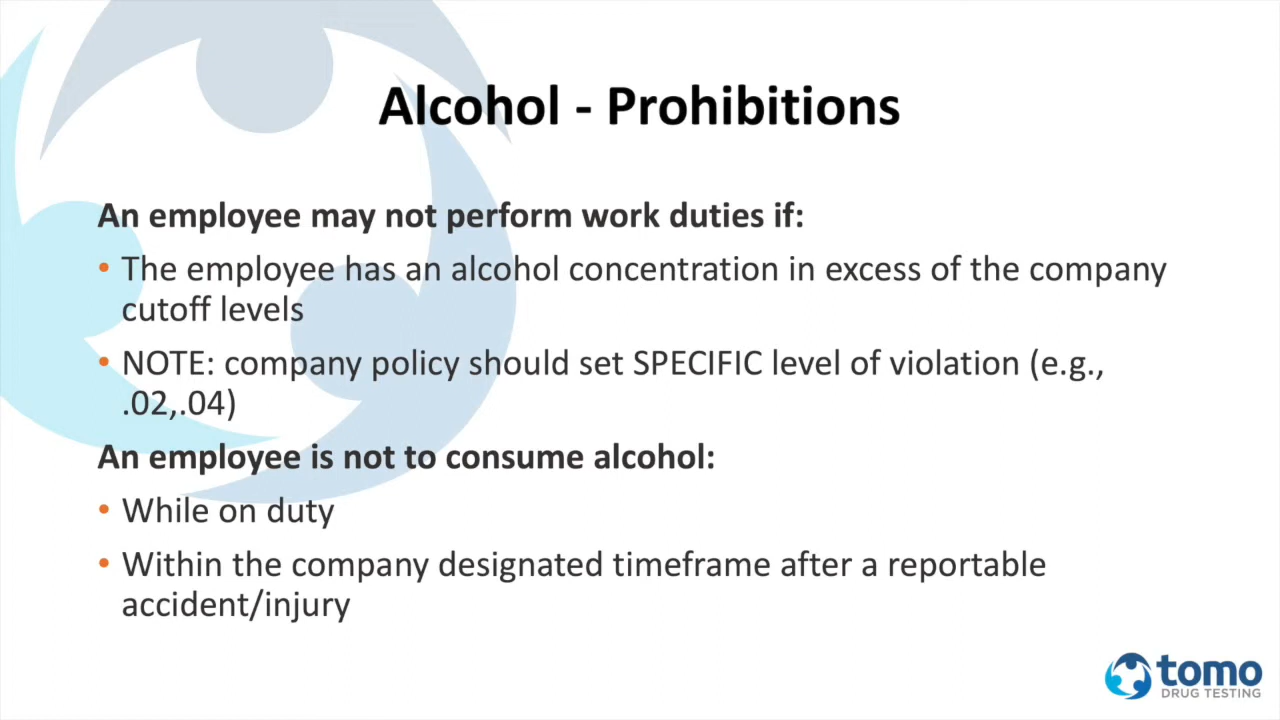 Alcohol - Prohibitions
An employee may not perform work duties if:
• The employee has an alcohol concentration in excess of the company
cutoff levels
• NOTE: company policy should set SPECIFIC level of violation (e.g.,
.02,.04)
An employee is not to consume alcohol:
• While on duty
• Within the company designated timeframe after a reportable
accident/injury
tomo
DRUG TESTING